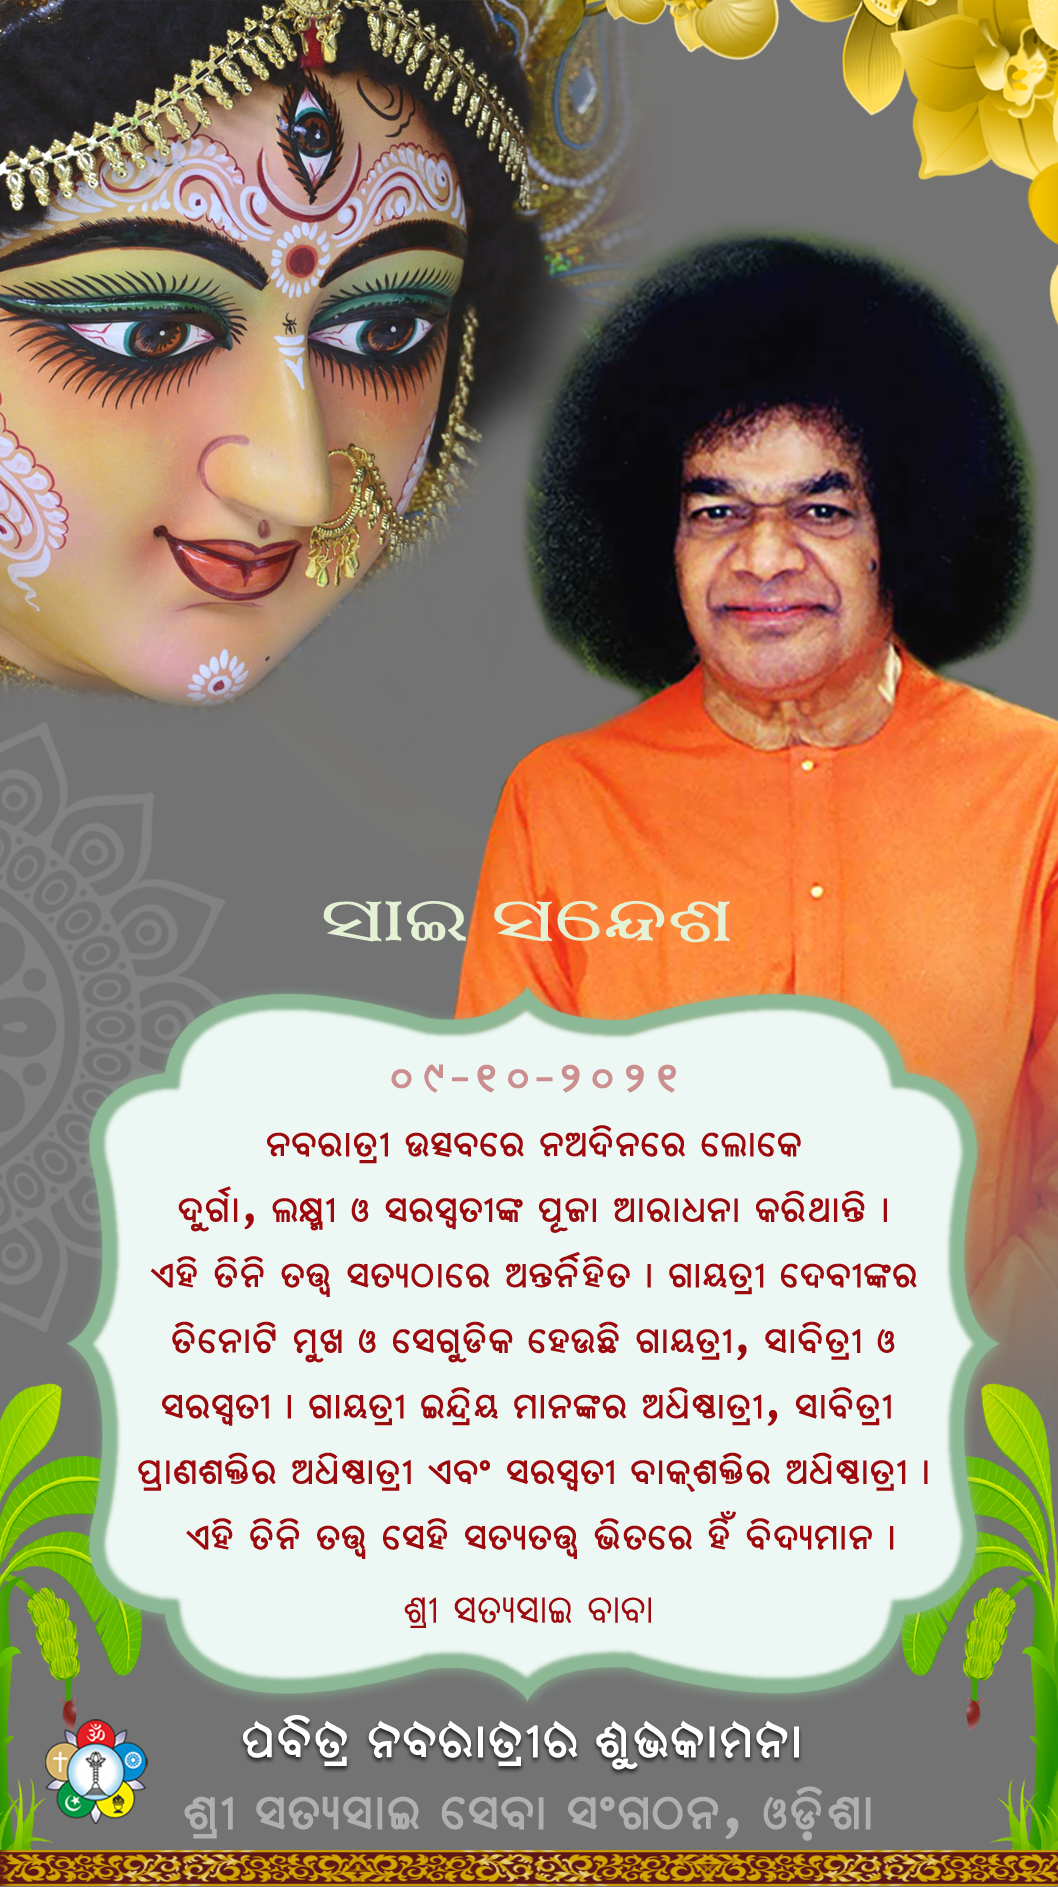 ସାଇ ସନ୍ଦେଶ
୦୯-୧୦-୨୦୨୧
ନବରାତ୍ରୀ ଉତ୍ସବରେ ନଅଦିନରେ ଲୋକେ
ଦୁର୍ଗା, ଲକ୍ଷ୍ମୀ ଓ ସରସ୍ୱତୀଙ୍କ ପୂଜା ଆରାଧନା କରିଥାନ୍ତି ।
ଏହି ତିନି ତତ୍ତ୍ୱ ସତ୍ୟଠାରେ ଅନ୍ତର୍ନିହିତ । ଗାୟତ୍ରୀ ଦେବୀଙ୍କର
ତିନୋଟି ମୁଖ ଓ ସେଗୁଡିକ ହେଉଛି ଗାୟତ୍ରୀ, ସାବିତ୍ରୀ ଓ
ସରସ୍ୱତୀ । ଗାୟତ୍ରୀ ଇନ୍ଦ୍ରିୟ ମାନଙ୍କର ଅଧିଷ୍ଠାତ୍ରୀ, ସାବିତ୍ରୀ
ପ୍ରାଣଶକ୍ତିର ଅଧିଷ୍ଠାତ୍ରୀ ଏବଂ ସରସ୍ୱତୀ ବାକ୍‌ଶକ୍ତିର ଅଧିଷ୍ଠାତ୍ରୀ ।
ଏହି ତିନି ତତ୍ତ୍ୱ ସେହି ସତ୍ୟତତ୍ତ୍ୱ ଭିତରେ ହିଁ ବିଦ୍ୟମାନ ।
ଶ୍ରୀ ସତ୍ୟସାଇ ବାବା
ପବିତ୍ର ନବରାତ୍ରୀର ଶୁଭକାମନା
ଶ୍ରୀ ସତ୍ୟସାଇ ସେବା ସଂଗଠନ, ଓଡ଼ିଶା